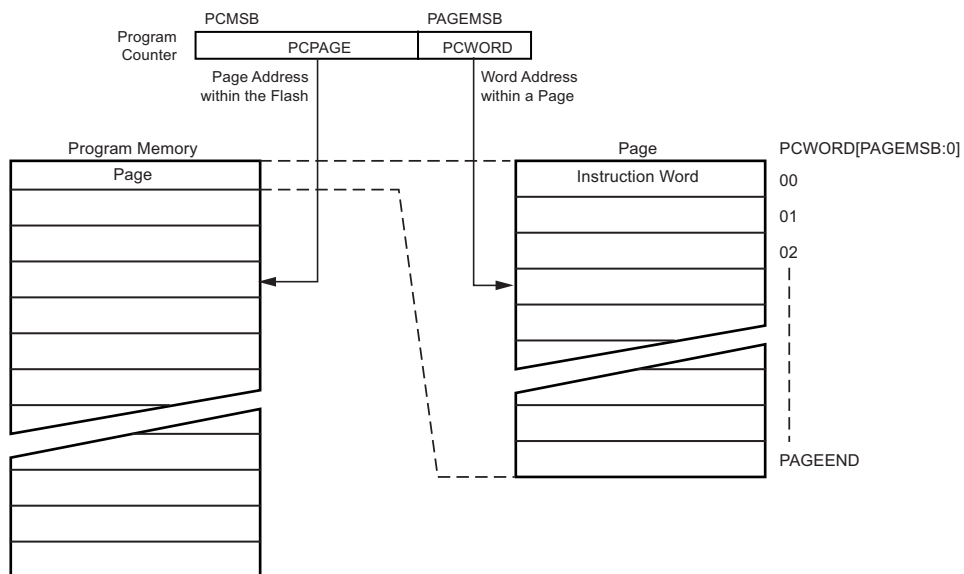 PCMSB PAGEMSB
Program
Counter
PCPAGE PCWORD
Page Address
within the Flash
Word Address
within a Page
Program Memory Page PCWORD[PAGEMSB:0]
Page Instruction Word 00
01
02
PAGEEND